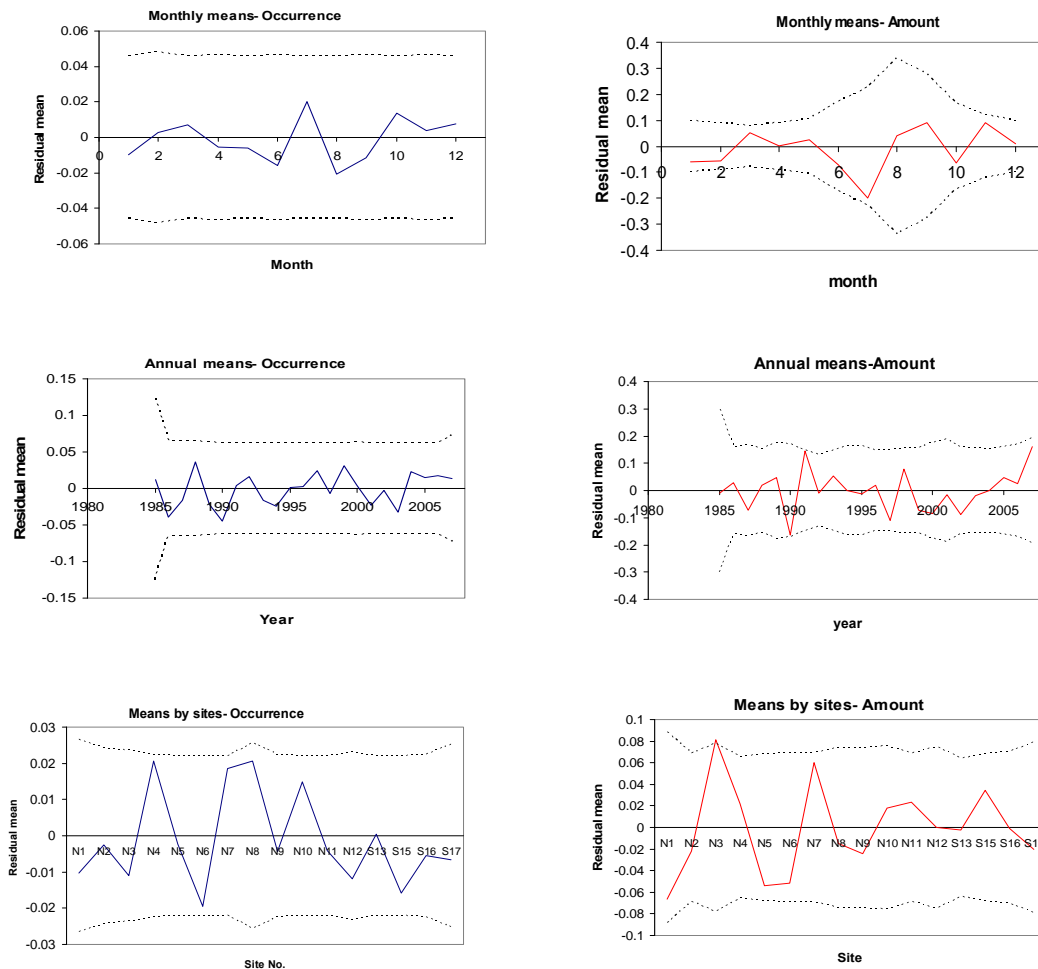 Monthly means- Occurrence
0.06
0.04
0.02
0
-0.02
-0.04
-0.06
0 2 4 6 8 10 12
Residual mean
Month
Monthly means- Amount
0.4
0.3
0.2
0.1
0
-0.1
-0.2
-0.3
-0.4
0 2 4 6 8 10 12
Residual mean
month
Annual means- Occurrence
0.15
0.1
0.05
0
-0.05
-0.1
-0.15
1980 1985 1990 1995 2000 2005
Residual mean
Year
Annual means-Amount
0.4
0.3
0.2
0.1
0
-0.1
-0.2
-0.3
-0.4
1980 1985 1990 1995 2000 2005
Residual mean
year
Means by sites- Occurrence
0.03
0.02
0.01
0
-0.01
-0.02
-0.03
N1 N2 N3 N4 N5 N6 N7 N8 N9 N10 N11 N12 S13 S15 S16 S17
Residual mean
Site No.
Means by sites- Amount
0.1
0.08
0.06
0.04
0.02
0
-0.02
-0.04
-0.06
-0.08
-0.1
N1 N2 N3 N4 N5 N6 N7 N8 N9 N10 N11 N12 S13 S15 S16 S1
Residual mean
Site